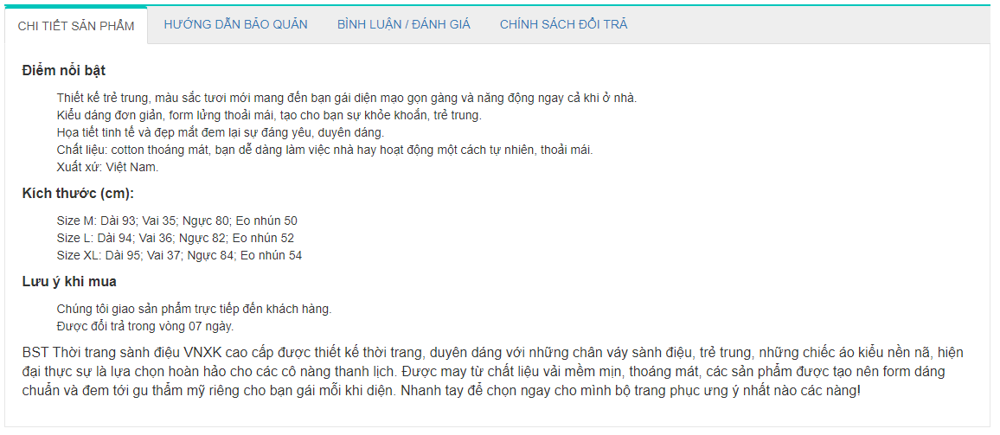 CHI TIẾT SẢN PHẨM
HƯỚNG DẪN BẢO QUẢN
BÌNH LUẬN / ĐÁNH GIÁ
CHÍNH SÁCH ĐỔI TRẢ
Điểm nổi bật
Thiết kế trẻ trung, màu sắc tươi mới mang đến bạn gái diện mạo gọn gàng và năng động ngay cả khi ở nhà.
Kiểu dáng đơn giản, form lửng thoải mái, tạo cho bạn sự khỏe khoắn, trẻ trung.
Họa tiết tinh tế và đẹp mắt đem lại sự đáng yêu, duyên dáng.
Chất liệu: cotton thoáng mát, bạn dễ dàng làm việc nhà hay hoạt động một cách tự nhiên, thoải mái.
Xuất xứ: Việt Nam.
Kích thước (cm):
Size M: Dài 93; Vai 35; Ngực 80; Eo nhún 50
Size L: Dài 94; Vai 36; Ngực 82; Eo nhún 52
Size XL: Dài 95; Vai 37; Ngực 84; Eo nhún 54
Lưu ý khi mua
Chúng tôi giao sản phẩm trực tiếp đến khách hàng.
Được đổi trả trong vòng 07 ngày.
BST Thời trang sành điệu VNXK cao cấp được thiết kế thời trang, duyên dáng với những chân váy sành điệu, trẻ trung, những chiếc áo kiểu nền nã, hiện
đại thực sự là lựa chọn hoàn hảo cho các cô nàng thanh lịch. Được may từ chất liệu vải mềm mịn, thoáng mát, các sản phẩm được tạo nên form dáng
chuẩn và đem tới gu thẩm mỹ riêng cho bạn gái mỗi khi diện. Nhanh tay để chọn ngay cho mình bộ trang phục ưng ý nhất nào các nàng!